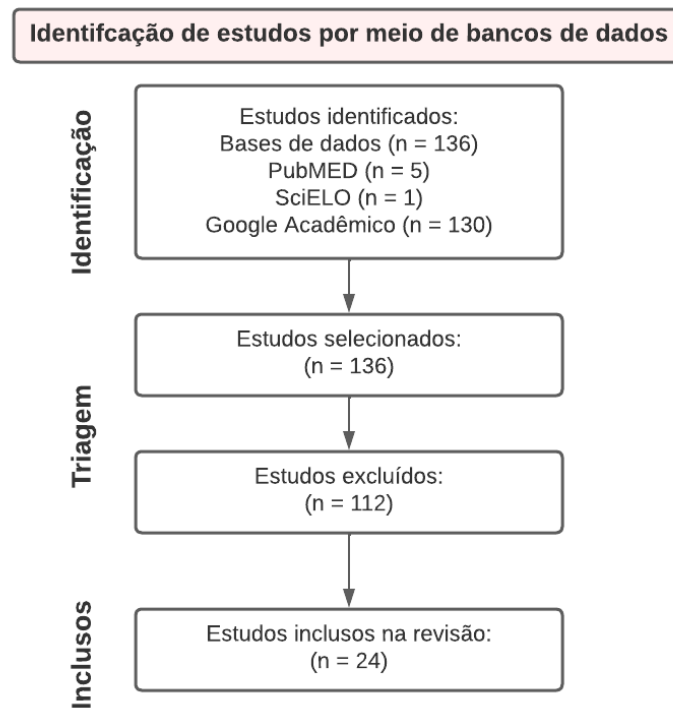 Identifcação de estudos por meio de bancos de dados
Identificação
Estudos identificados:
Bases de dados (n = 136)
PubMED (n = 5)
SciELO (n = 1)
Google Acadêmico (n = 130)
Triagem
Estudos selecionados:
(n = 136)
Estudos excluídos:
(n = 112)
Inclusos
Estudos inclusos na revisão:
(n = 24)